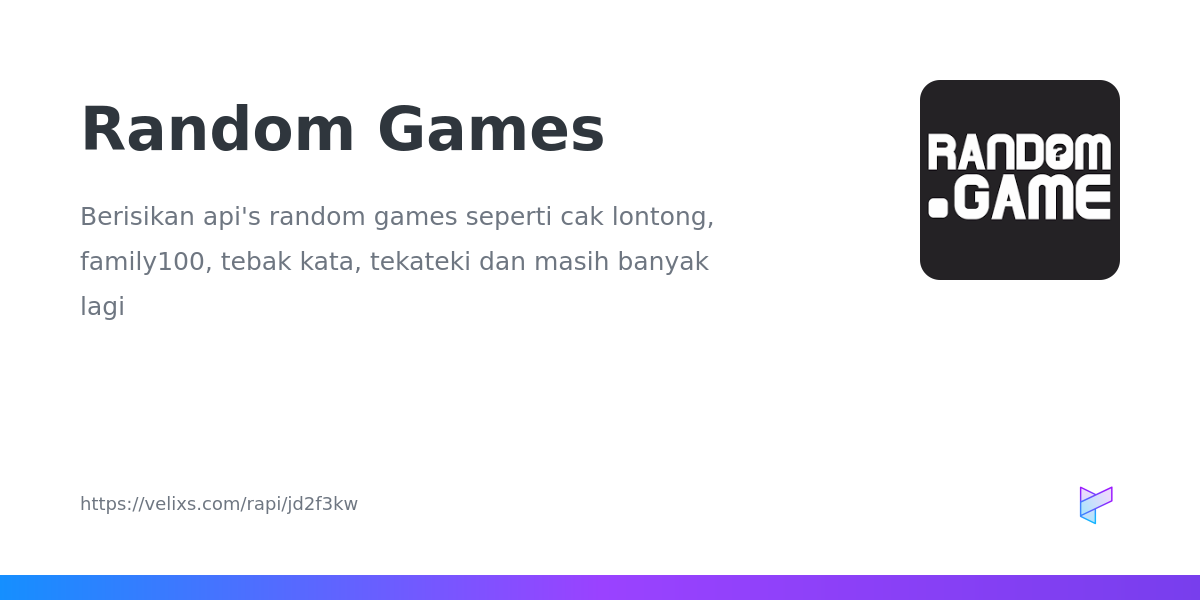 Random Games
Berisikan api's random games seperti cak lontong,
family100, tebak kata, tekateki dan masih banyak
lagi
RANDOM
.GAME
https://velixs.com/rapi/jd2f3kw